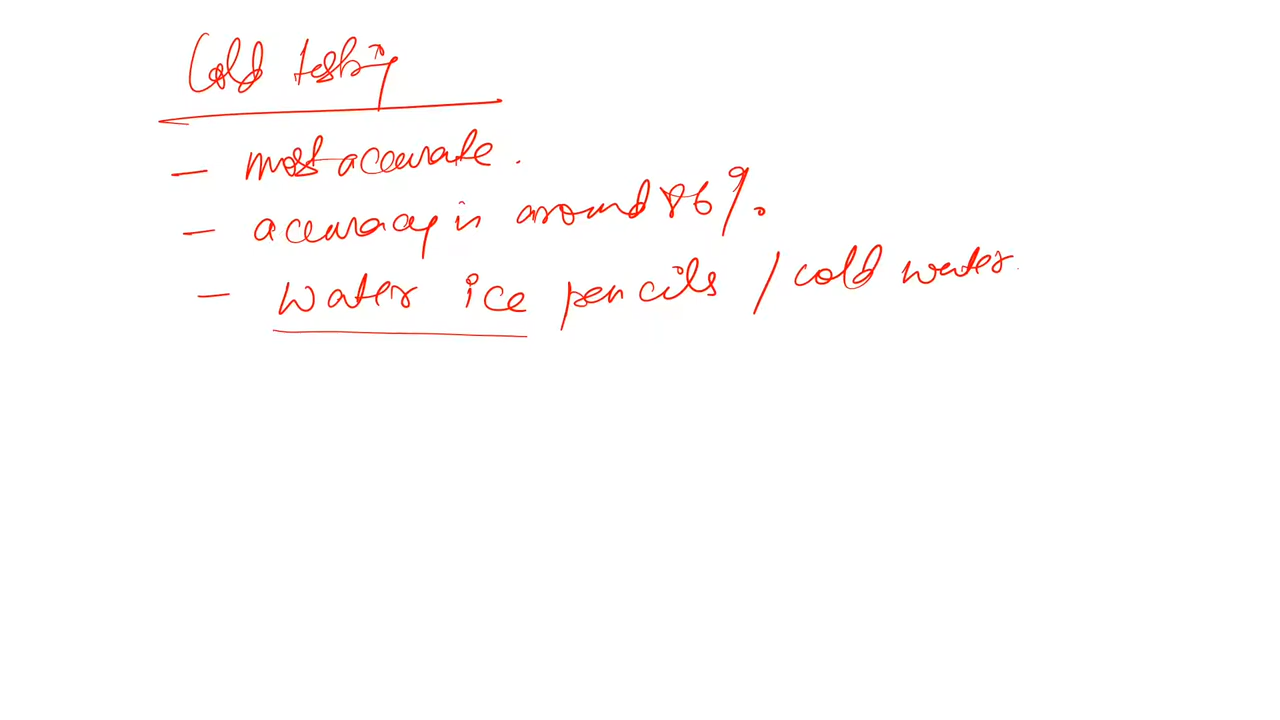 Cold testing
- most accurate.
- accuracy is around 86%.
- water ice pencils / cold water.